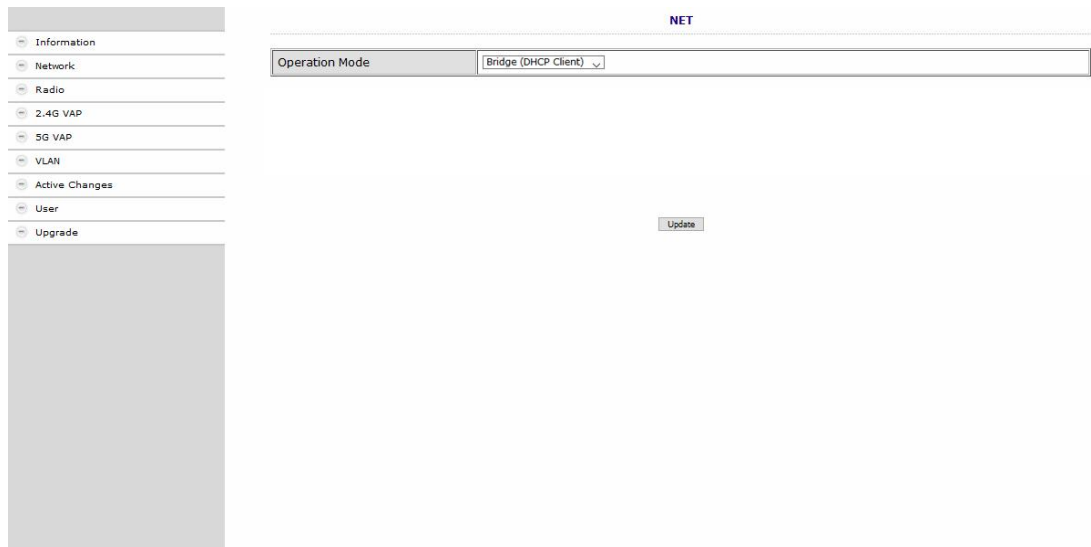 NET
Information
Network
Radio
2.4G VAP
5G VAP
VLAN
Active Changes
User
Upgrade
Operation Mode Bridge (DHCP Client)
Update